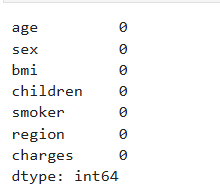 age 0
sex 0
bmi 0
children 0
smoker 0
region 0
charges 0
dtype: int64